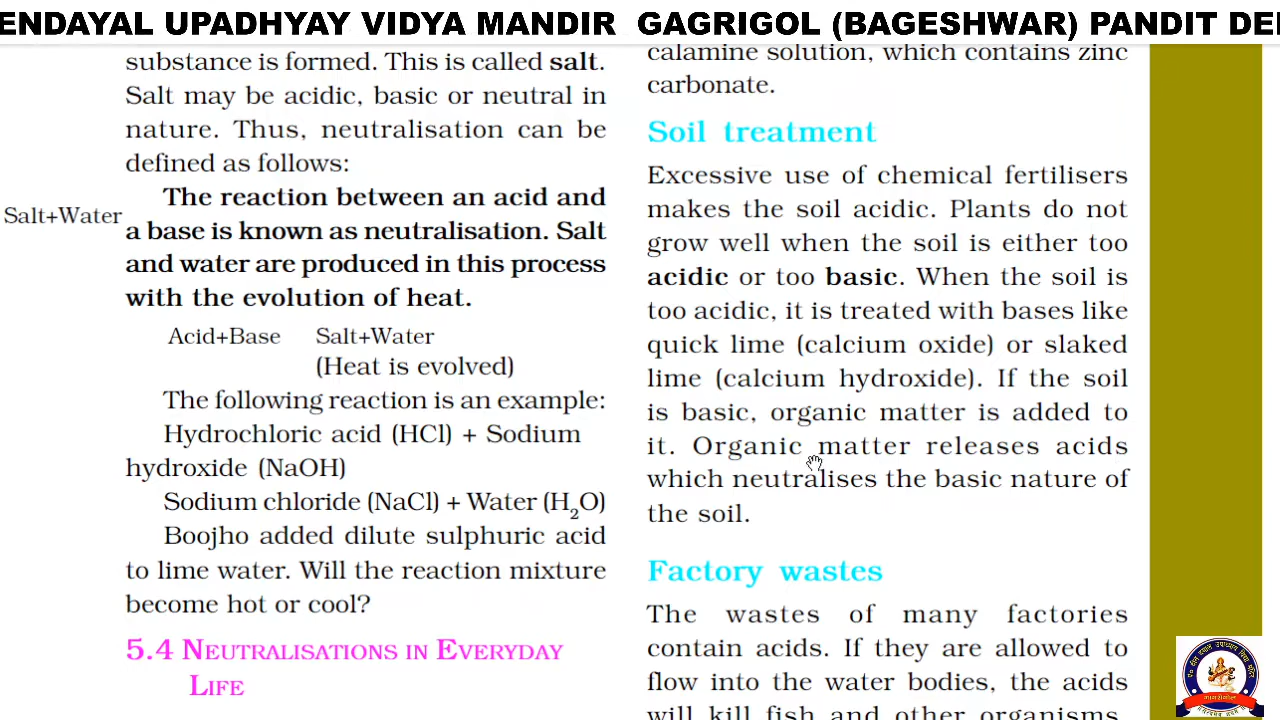 ENDAYAL UPADHYAY VIDYA MANDIR GAGRIGOL (BAGESHWAR) PANDIT DEI
substance is formed. This is called salt.
Salt may be acidic, basic or neutral in
nature. Thus, neutralisation can be
defined as follows:
The reaction between an acid and
Salt+Water
a base is known as neutralisation. Salt
and water are produced in this process
with the evolution of heat.
Acid+Base Salt+Water
(Heat is evolved)
The following reaction is an example:
Hydrochloric acid (HCl) + Sodium
hydroxide (NaOH)
Sodium chloride (NaCl) + Water (H₂O)
Boojho added dilute sulphuric acid
to lime water. Will the reaction mixture
become hot or cool?
5.4 NEUTRALISATIONS IN EVERYDAY
LIFE
calamine solution, which contains zinc
carbonate.
Soil treatment
Excessive use of chemical fertilisers
makes the soil acidic. Plants do not
grow well when the soil is either too
acidic or too basic. When the soil is
too acidic, it is treated with bases like
quick lime (calcium oxide) or slaked
lime (calcium hydroxide). If the soil
is basic, organic matter is added to
it. Organic matter releases acids
which neutralises the basic nature of
the soil.
Factory wastes
The wastes of many factories
contain acids. If they are allowed to
flow into the water bodies, the acids
will kill fish and other organisms.